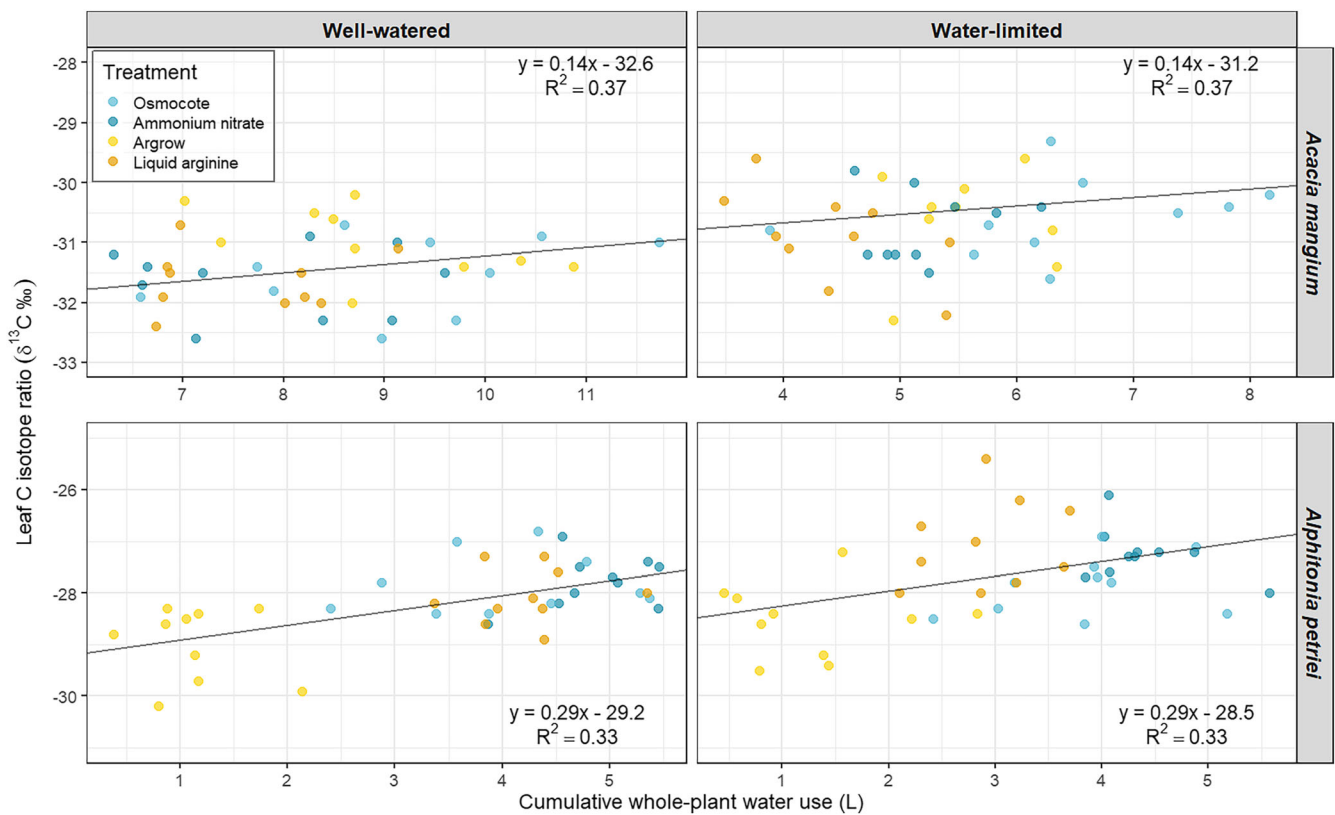 Well-watered
Water-limited
Leaf C isotope ratio (δ¹³C ‰)
-28
-29
-30
-31
-32
-33
Treatment
Osmocote
Ammonium nitrate
Argrow
Liquid arginine
y = 0.14x - 32.6
R² = 0.37
7 8 9 10 11
y = 0.14x - 31.2
R² = 0.37
4 5 6 7 8
Acacia mangium
-26
-28
-30
y = 0.29x - 29.2
R² = 0.33
1 2 3 4 5
y = 0.29x - 28.5
R² = 0.33
1 2 3 4 5
Alphitonia petriei
Cumulative whole-plant water use (L)